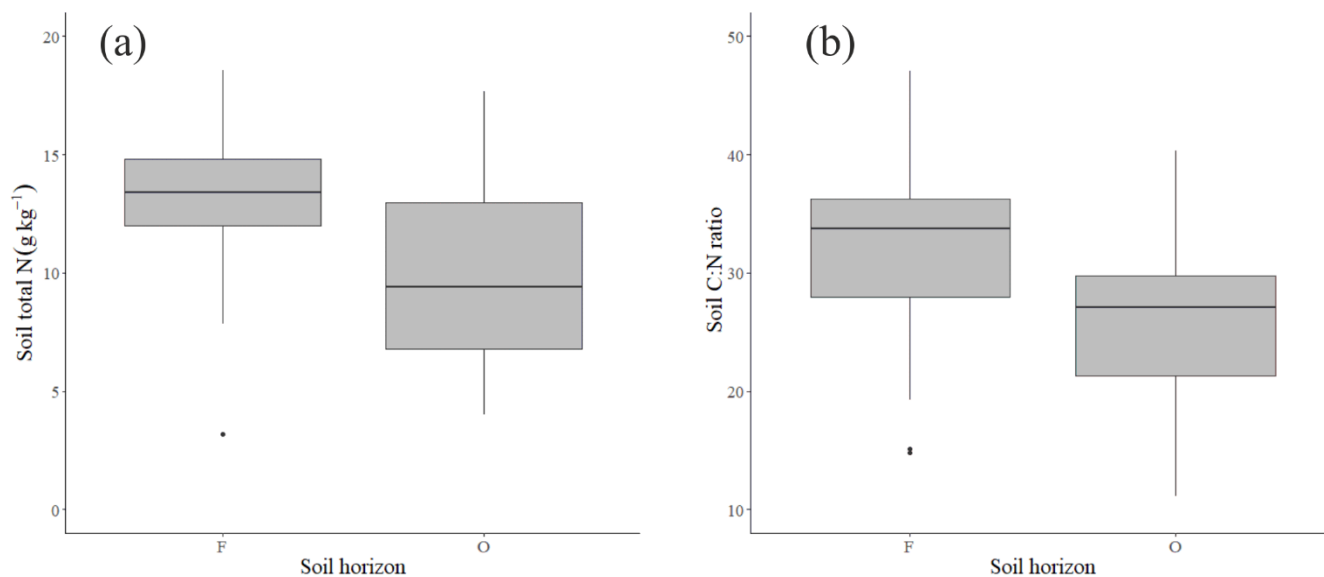 (a)
Soil total N(g kg⁻¹)
20
15
10
5
0
F
O
Soil horizon
(b)
Soil C:N ratio
50
40
30
20
10
F
O
Soil horizon